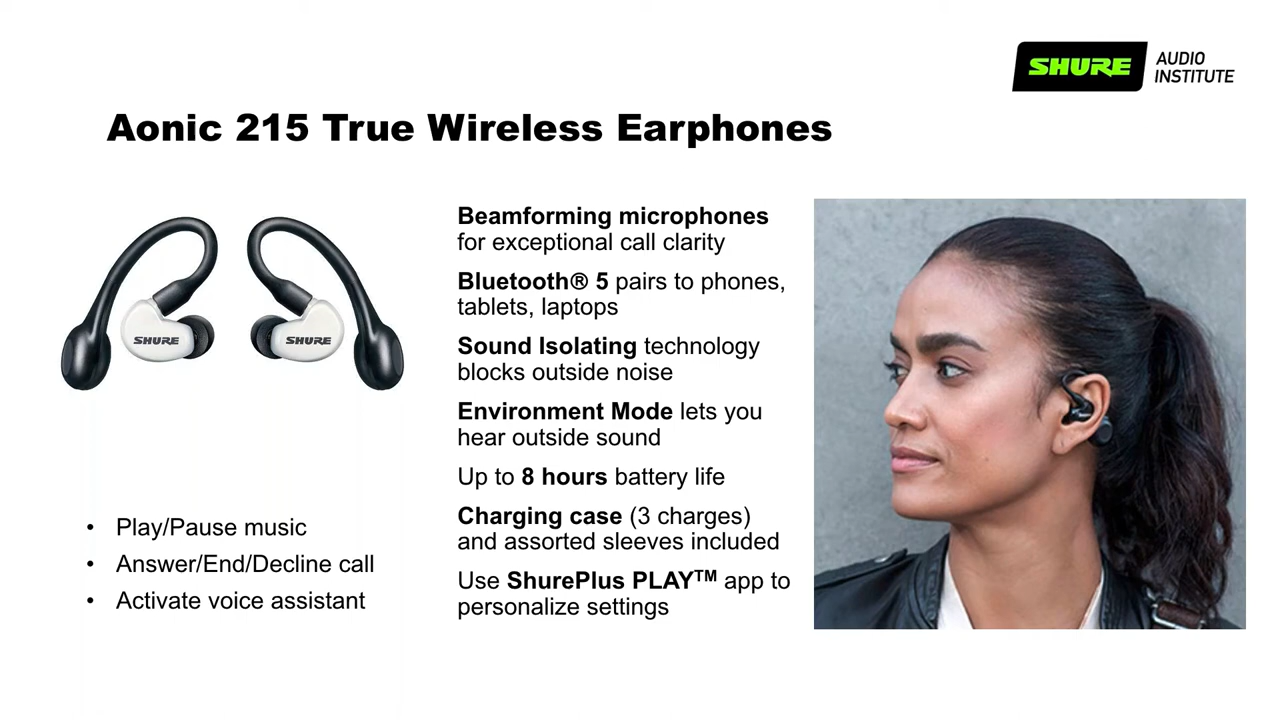 SHURE
AUDIO
INSTITUTE
Aonic 215 True Wireless Earphones
SHURE
SHURE
• Play/Pause music
• Answer/End/Decline call
• Activate voice assistant
Beamforming microphones
for exceptional call clarity
Bluetooth® 5 pairs to phones,
tablets, laptops
Sound Isolating technology
blocks outside noise
Environment Mode lets you
hear outside sound
Up to 8 hours battery life
Charging case (3 charges)
and assorted sleeves included
Use ShurePlus PLAY™ app to
personalize settings